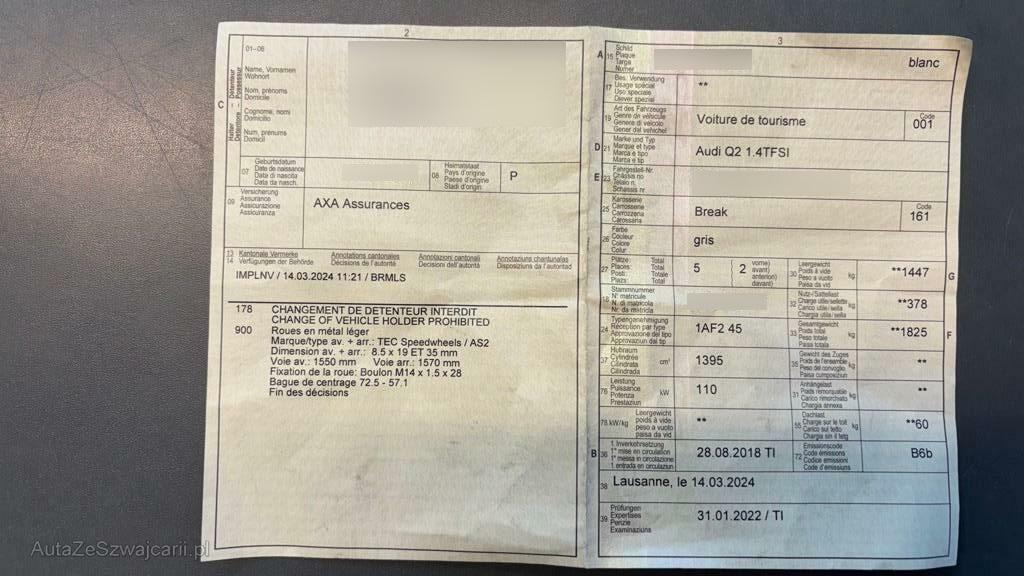 2
01-06
Name, Vornamen
Wohnort
Nom, prénoms
Domicile
Cognome, nomi
Domicilio
Num, prenums
Domicil
C
Halter – Détenteur
Detentore – Possessur
07
Geburtsdatum
Date de naissance
Data di nascita
Data da nasch.
08
Heimatstaat
Pays d'origine
Paese d'origine
Stadi d'origin
P
09
Versicherung
Assurance
Assicurazione
Assicuranza
AXA Assurances
13 Kantonale Vermerke
14 Verfügungen der Behörde
Annotations cantonales
Décisions de l'autorité
Annotazioni cantonali
Decisioni dell'autorità
Annotaziuns chantunalas
Disposiziuns da l'autoritad
IMPLNV / 14.03.2024 11:21 / BRMLS
178 CHANGEMENT DE DETENTEUR INTERDIT
CHANGE OF VEHICLE HOLDER PROHIBITED
900 Roues en métal léger
Marque/type av. + arr.: TEC Speedwheels / AS2
Dimension av. + arr.: 8.5 x 19 ET 35 mm
Voie av.: 1550 mm Voie arr.: 1570 mm
Fixation de la roue: Boulon M14 x 1.5 x 28
Bague de centrage 72.5 - 57.1
Fin des décisions
3
A 15
Schild
Plaque
Targa
Numer
blanc
17
Bes. Verwendung
Usage spécial
Uso speciale
Diever spezial
**
19
Art des Fahrzeugs
Genre de véhicule
Genere di veicolo
Gener dal vehichel
Voiture de tourisme
Code
001
D 21
Marke und Typ
Marque et type
Marca e tipo
Marca e tip
Audi Q2 1.4TFSI
E 23
Fahrgestell-Nr.
Châssis no
Telaio n.
Schassis nr.
25
Karosserie
Carrosserie
Carrozzeria
Carossaria
Break
Code
161
26
Farbe
Couleur
Colore
Colur
gris
27
Plätze: Total
Places: Total
Posti: Totale
Plazs: Total
5
2
vorne)
avant)
anteriori)
davant)
30
Leergewicht
Poids à vide
Peso a vuoto
Paisa da vid
kg
**1447
G
18
Stammnummer
N° matricule
N. di matricola
Nr. da matricla
32
Nutz-/Sattellast
Charge utile/sellette
Carico utile/sella
Chargia utila/sella
kg
**378
24
Typengenehmigung
Réception par type
Approvazione del tipo
Approvaziun dal tip
1AF2 45
33
Gesamtgewicht
Poids total
Peso totale
Paisa totala
kg
**1825
F
37
Hubraum
Cylindrée
Cilindrata
Cilindrada
cm³
1395
35
Gewicht des Zuges
Poids de l'ensemble
Peso del convoglio
Paisa cumposiziun
kg
**
76
Leistung
Puissance
Potenza
Prestaziun
kW
110
31
Anhängelast
Poids remorquable
Carico rimorchiato
Chargia annexa
kg
**
78 kW/kg
Leergewicht
poids à vide
peso a vuoto
paisa da vid
**
55
Dachlast
Charge sur le toit
Carico sul tetto
Chargia sin il tetg
kg
**60
B 36
1. Inverkehrsetzung
1re mise en circulation
1a messa in circolazione
1. entrada en circulaziun
28.08.2018 TI
72
Emissionscode
Code émissions
Codice emissioni
Code d'emissiuns
B6b
38
Lausanne, le 14.03.2024
39
Prüfungen
Expertises
Perizie
Examinaziuns
31.01.2022 / TI
AutaZeSzwajcarii.pl